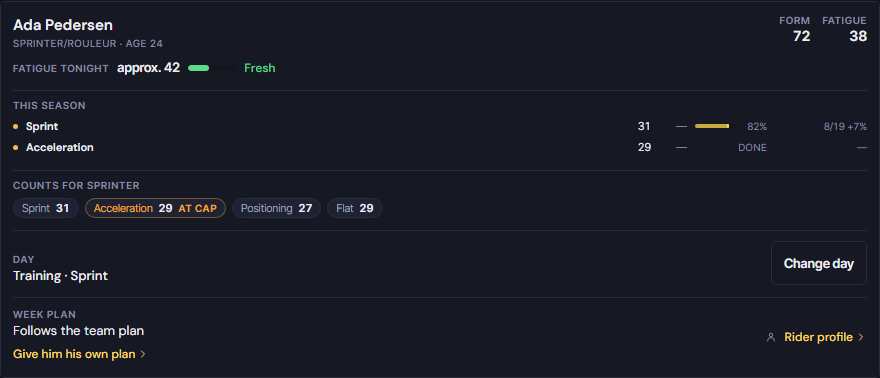 Ada Pedersen
SPRINTER/ROULEUR · AGE 24
FORM FATIGUE
72 38
FATIGUE TONIGHT approx. 42 Fresh
THIS SEASON
Sprint 31 — 82% 8/19 +7%
Acceleration 29 — DONE —
COUNTS FOR SPRINTER
Sprint 31 Acceleration 29 AT CAP Positioning 27 Flat 29
DAY
Training · Sprint
Change day
WEEK PLAN
Follows the team plan
Give him his own plan >
Rider profile >